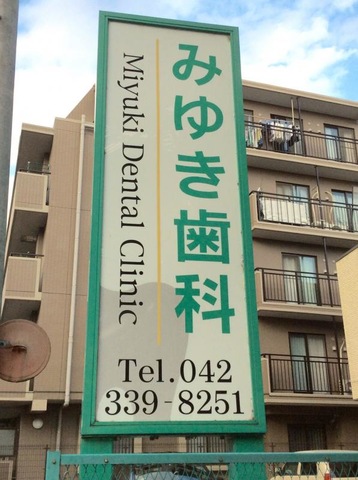 みゆき歯科
Miyuki Dental Clinic
Tel.042
339-8251